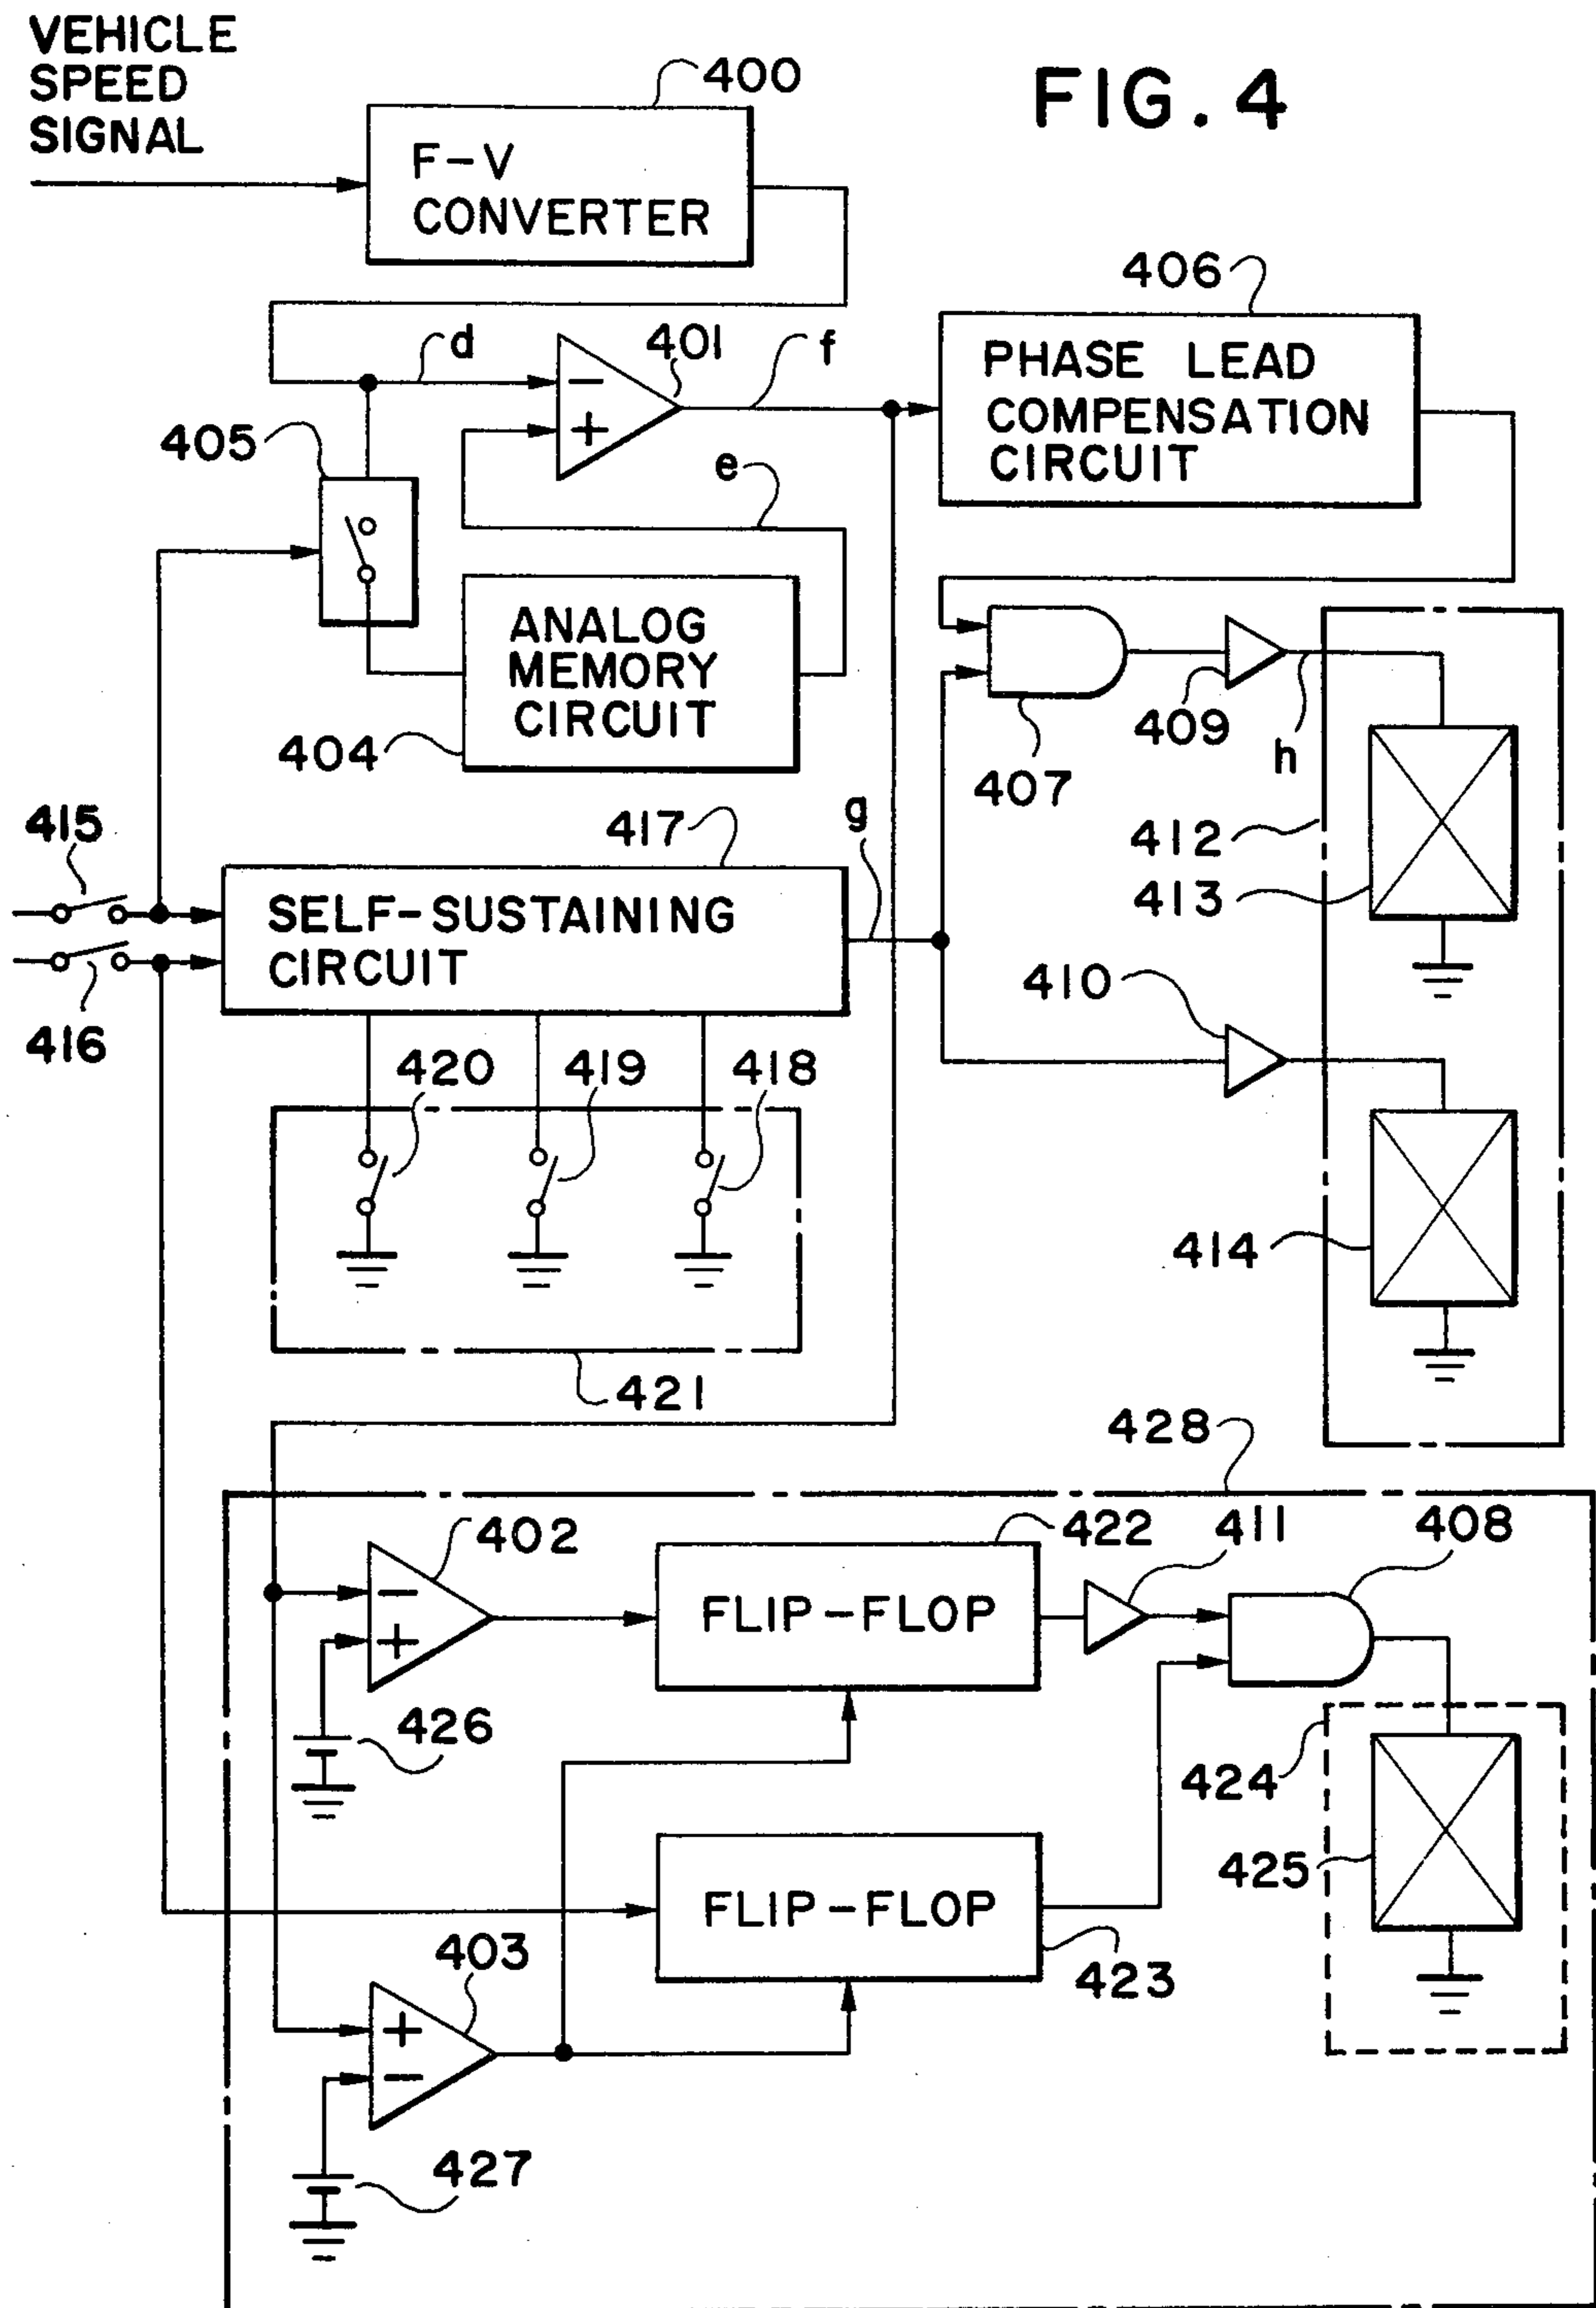 VEHICLE
SPEED
SIGNAL
FIG. 4
400
F-V
CONVERTER
406
PHASE LEAD
COMPENSATION
CIRCUIT
d
401
f
-
+
405
e
ANALOG
MEMORY
CIRCUIT
404
407
409
h
412
413
415
416
417
g
SELF-SUSTAINING
CIRCUIT
410
420
419
418
414
421
428
402
422
411
408
-
+
FLIP-FLOP
426
424
425
FLIP-FLOP
403
423
+
-
427